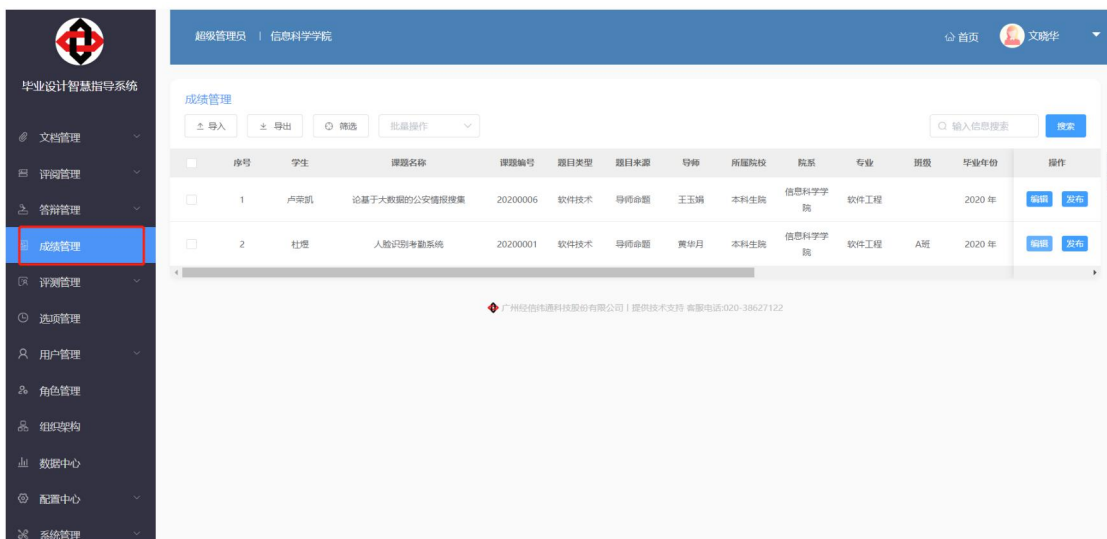 超级管理员 | 信息科学学院
首页 文晓华
毕业设计智慧指导系统
文档管理
评阅管理
答辩管理
成绩管理
评测管理
选项管理
用户管理
角色管理
组织架构
数据中心
配置中心
系统管理
成绩管理
导入 导出 筛选 批量操作 输入信息搜索 搜索
序号 学生 课题名称 课题编号 题目类型 题目来源 导师 所属院校 院系 专业 班级 毕业年份 操作
1 卢荣凯 论基于大数据的公安情报搜集 20200006 软件技术 导师命题 王玉娟 本科生院 信息科学学院 软件工程 2020 年 编辑 发布
2 杜煜 人脸识别考勤系统 20200001 软件技术 导师命题 黄华月 本科生院 信息科学学院 软件工程 A班 2020 年 编辑 发布
广州经信纬通科技股份有限公司 | 提供技术支持 客服电话:020-38627122